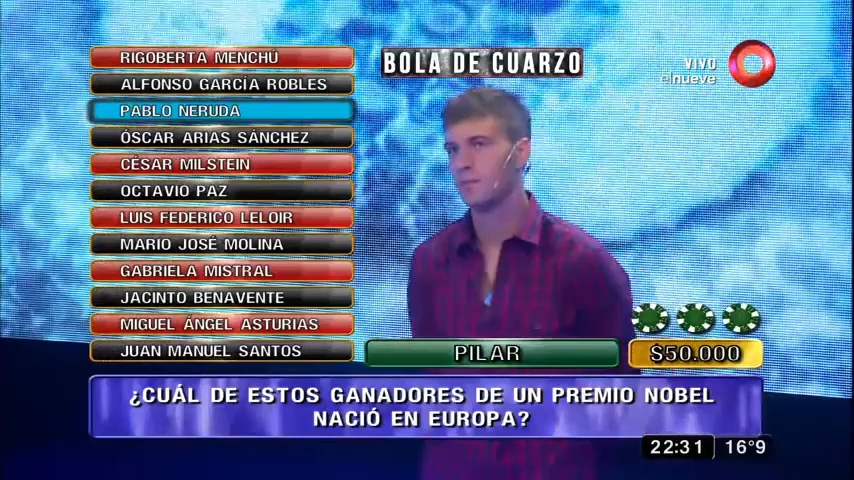 RIGOBERTA MENCHÚ
ALFONSO GARCÍA ROBLES
PABLO NERUDA
ÓSCAR ARIAS SÁNCHEZ
CÉSAR MILSTEIN
OCTAVIO PAZ
LUIS FEDERICO LELOIR
MARIO JOSÉ MOLINA
GABRIELA MISTRAL
JACINTO BENAVENTE
MIGUEL ÁNGEL ASTURIAS
JUAN MANUEL SANTOS
BOLA DE CUARZO
VIVO
elnueve
PILAR
$50.000
¿CUÁL DE ESTOS GANADORES DE UN PREMIO NOBEL
NACIÓ EN EUROPA?
22:31 16°9